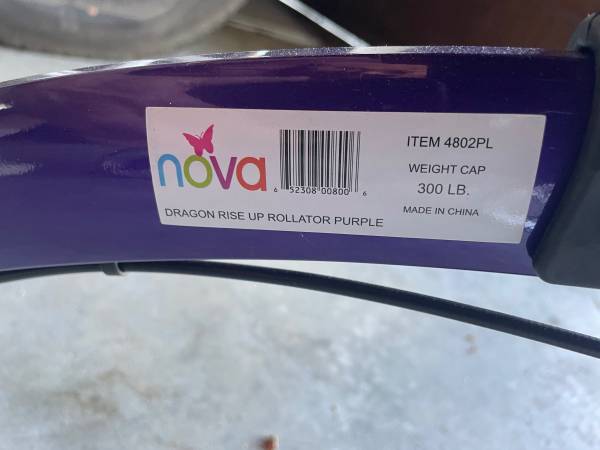 nova
6 52308 00800 6
DRAGON RISE UP ROLLATOR PURPLE
ITEM 4802PL
WEIGHT CAP
300 LB.
MADE IN CHINA